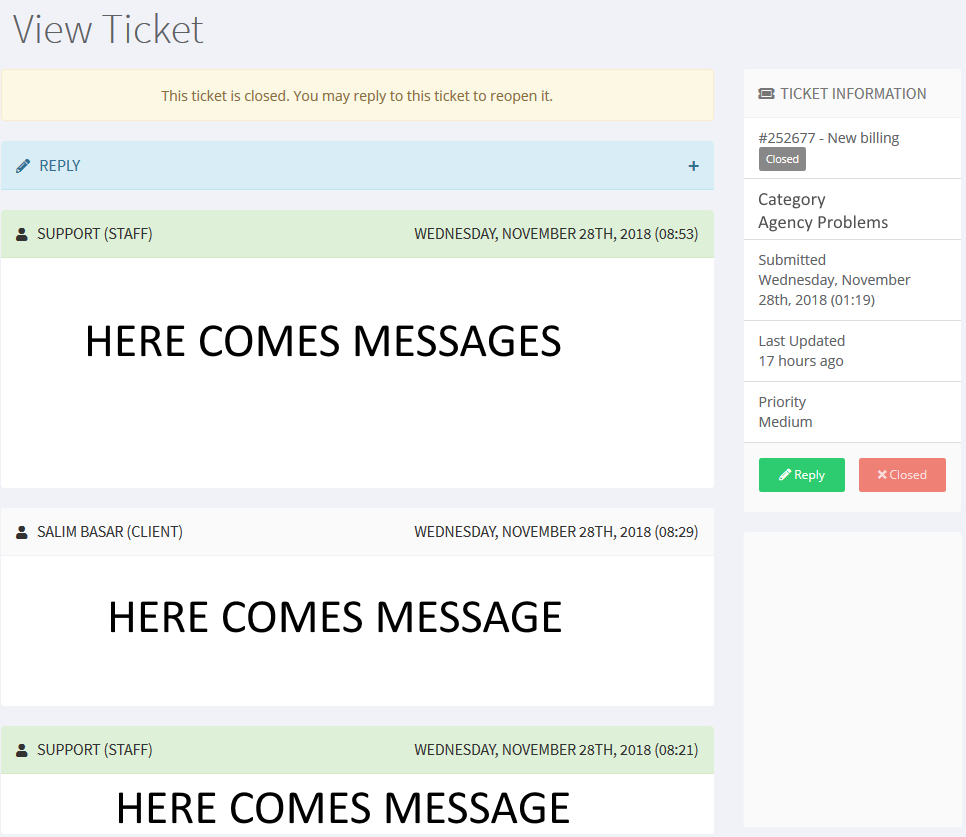 View Ticket
This ticket is closed. You may reply to this ticket to reopen it.
REPLY +
SUPPORT (STAFF) WEDNESDAY, NOVEMBER 28TH, 2018 (08:53)
HERE COMES MESSAGES
SALIM BASAR (CLIENT) WEDNESDAY, NOVEMBER 28TH, 2018 (08:29)
HERE COMES MESSAGE
SUPPORT (STAFF) WEDNESDAY, NOVEMBER 28TH, 2018 (08:21)
HERE COMES MESSAGE
TICKET INFORMATION
#252677 - New billing
Closed
Category
Agency Problems
Submitted
Wednesday, November
28th, 2018 (01:19)
Last Updated
17 hours ago
Priority
Medium
Reply
Closed